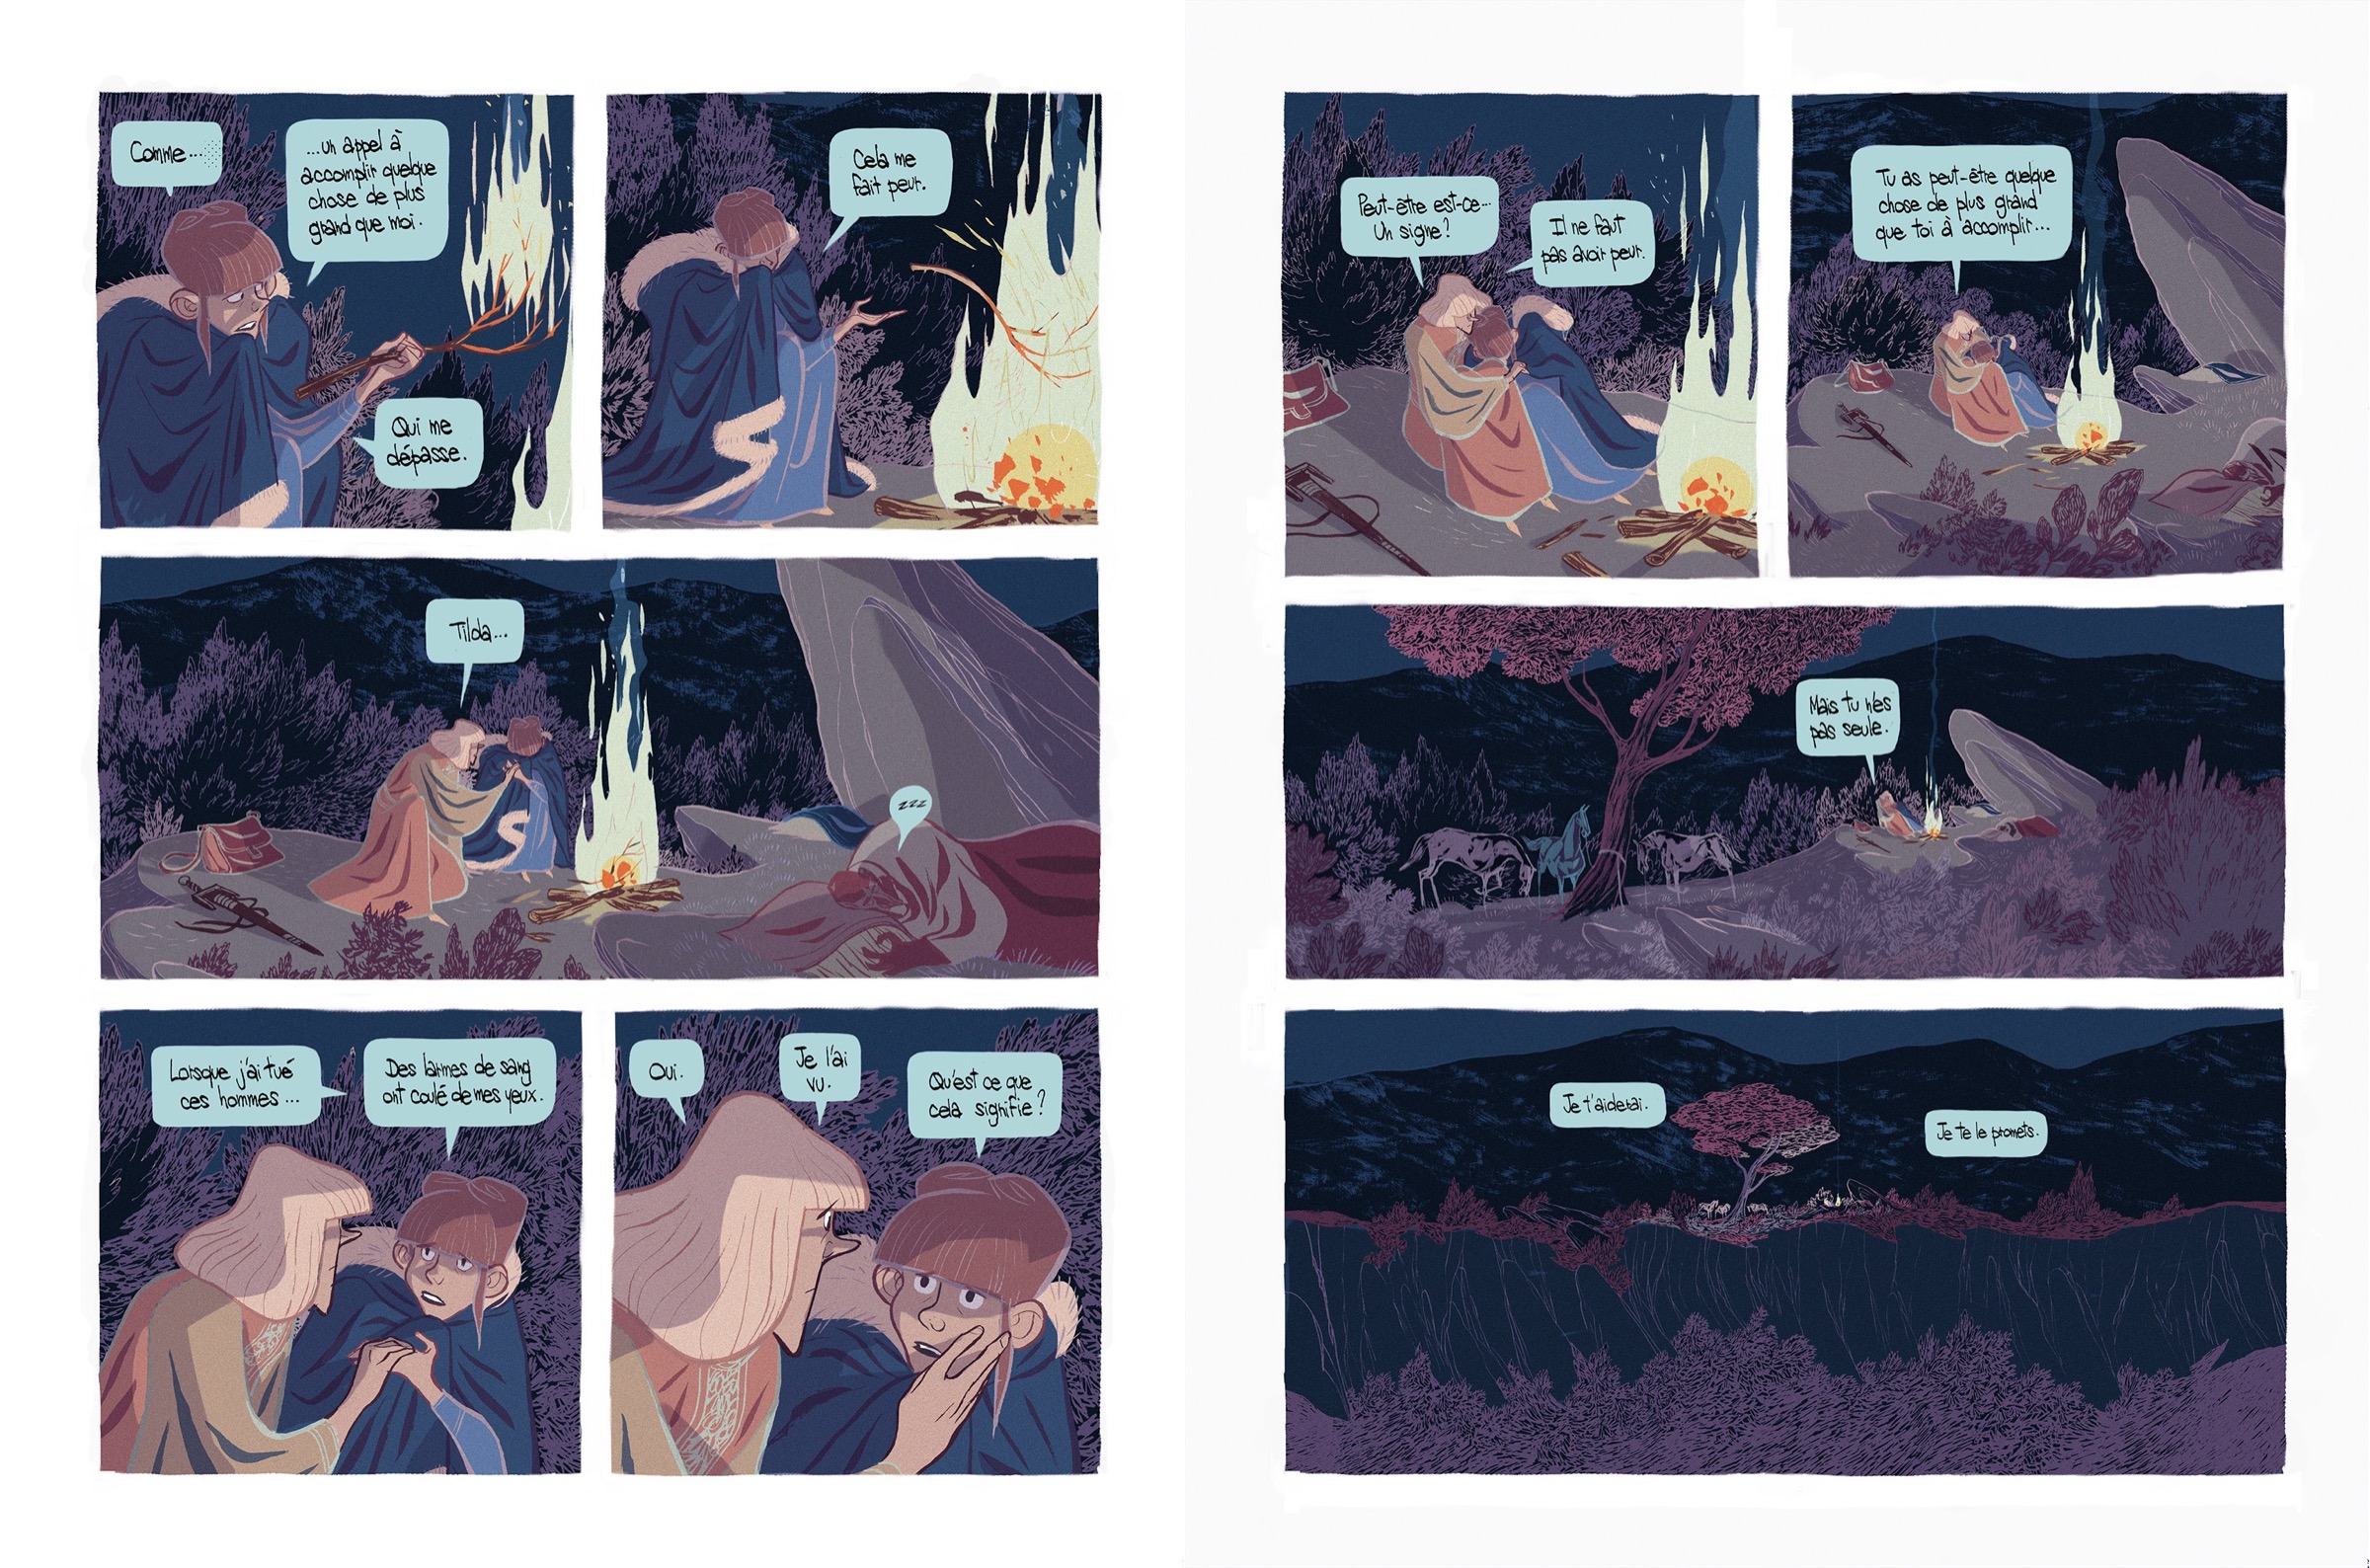 Comme...
...un appel à
accomplir quelque
chose de plus
grand que moi.
Qui me
dépasse.
Cela me
fait peur.
Tilda...
zzz
Lorsque j'ai tué
ces hommes...
Des larmes de sang
ont coulé de mes yeux.
Oui.
Je l'ai
vu.
Qu'est ce que
cela signifie?
Peut-être est-ce...
Un signe?
Il ne faut
pas avoir peur.
Tu as peut-être quelque
chose de plus grand
que toi à accomplir...
Mais tu n'es
pas seule.
Je t'aiderai.
Je te le promets.